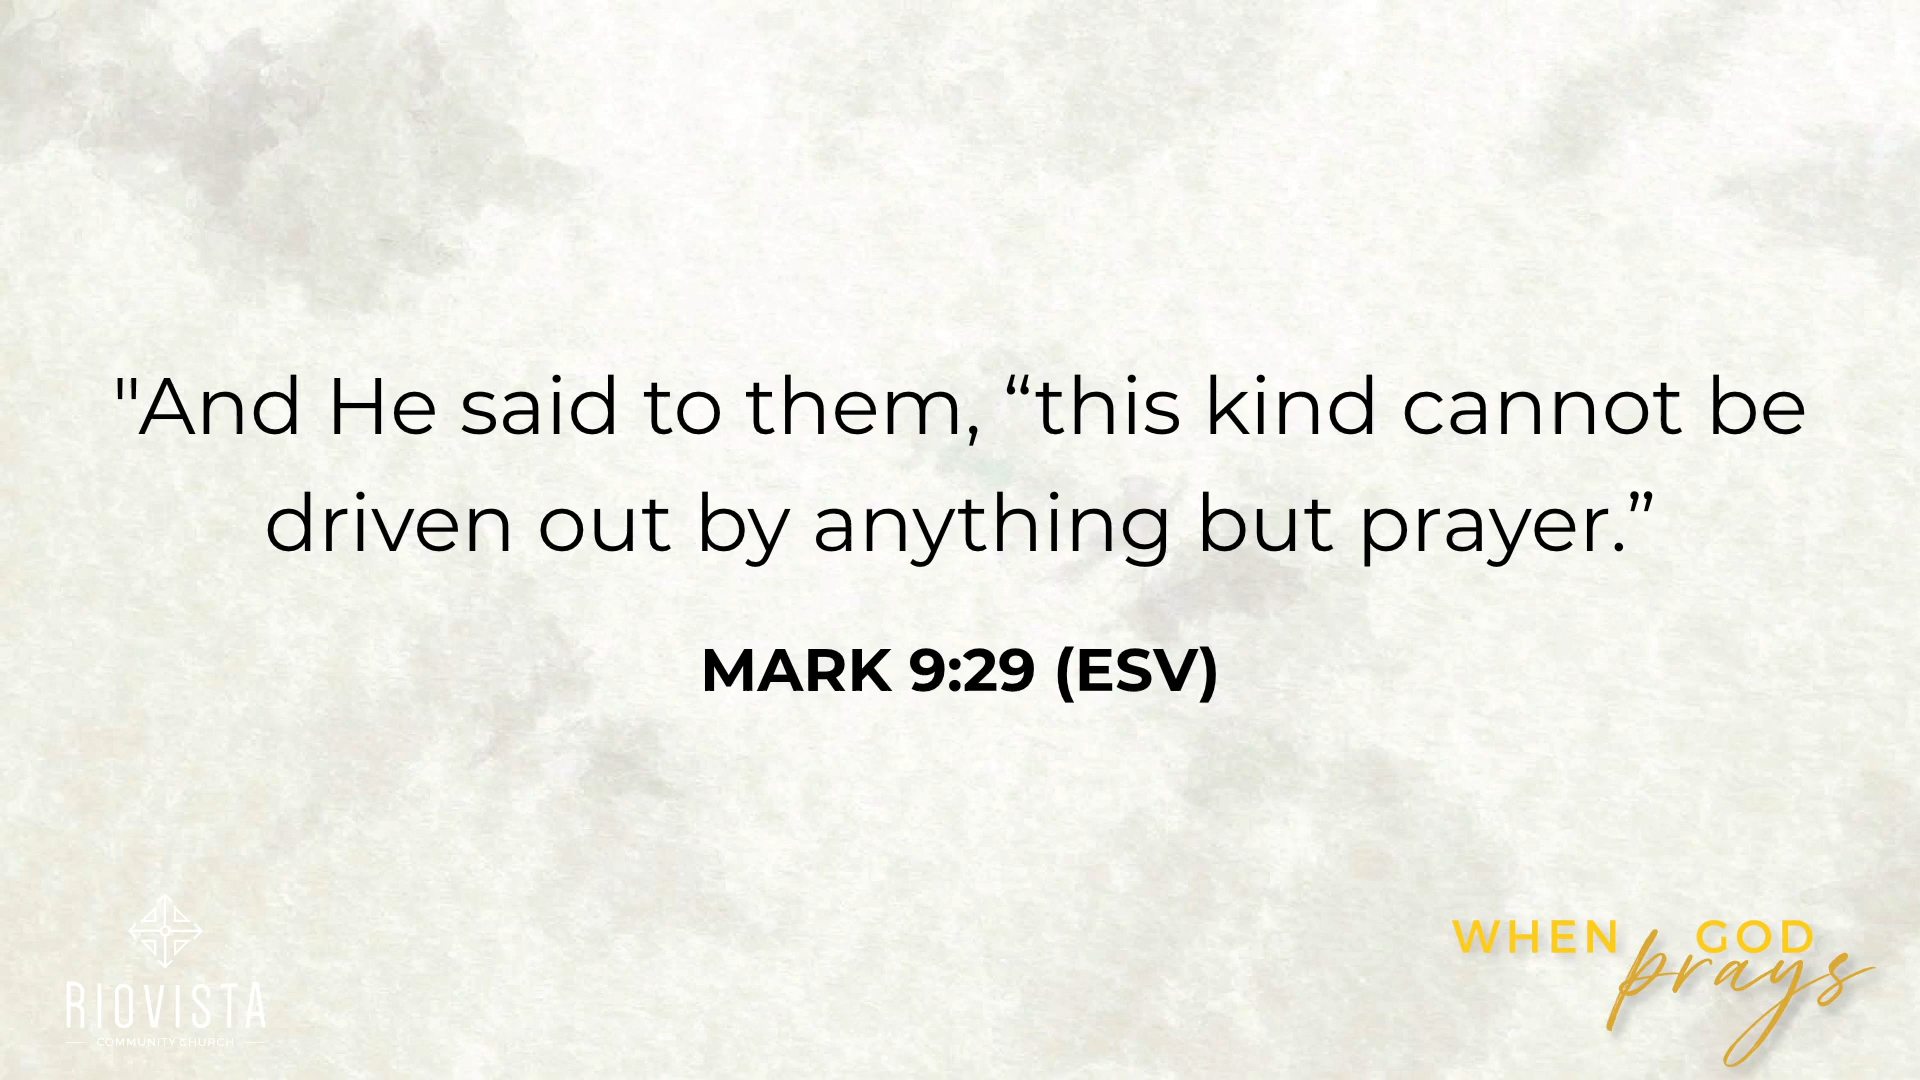 "And He said to them, “this kind cannot be
driven out by anything but prayer.”
MARK 9:29 (ESV)
RIOVISTA
COMMUNITY CHURCH
WHEN GOD
prays